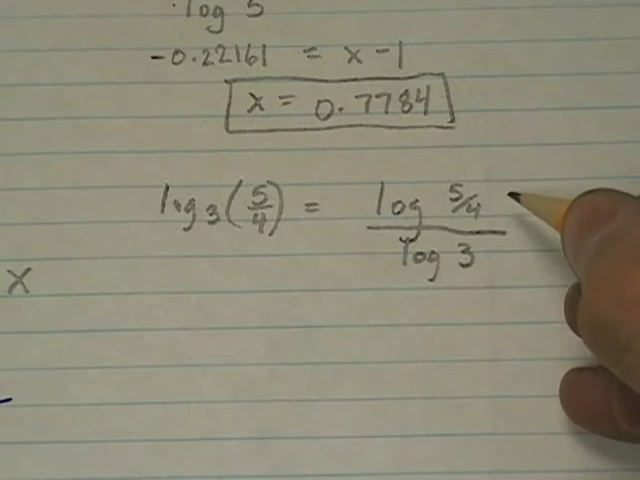 log 5
-0.22161 = x - 1
x = 0.7784
log₃(5/4) = log 5/4 / log 3
x